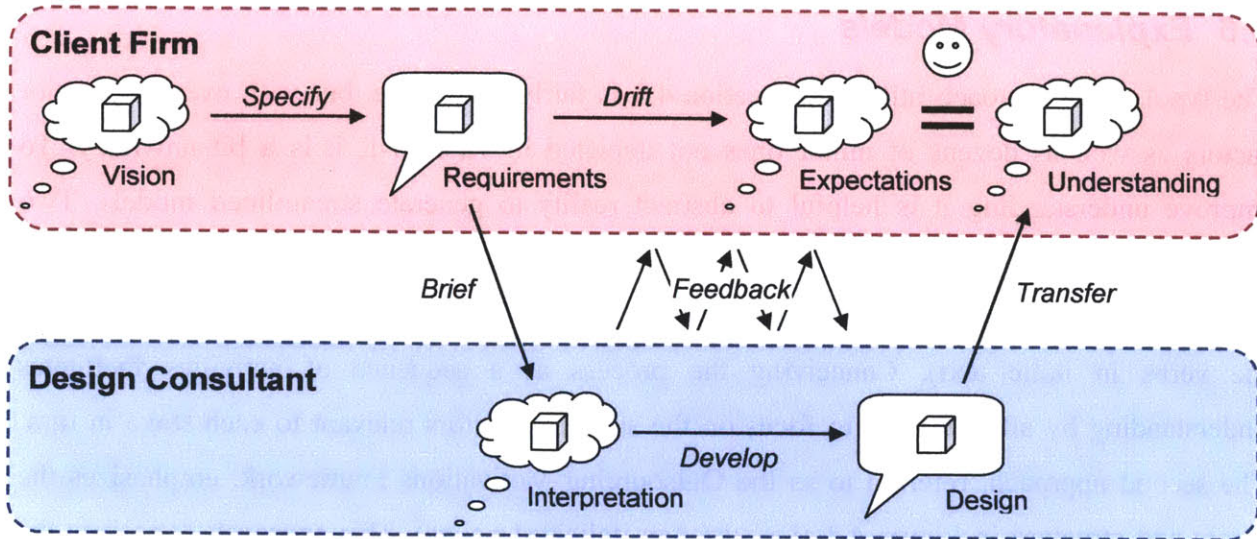 Client Firm
Specify
Drift
Vision
Requirements
Expectations
Understanding
Brief
Feedback
Transfer
Design Consultant
Develop
Interpretation
Design